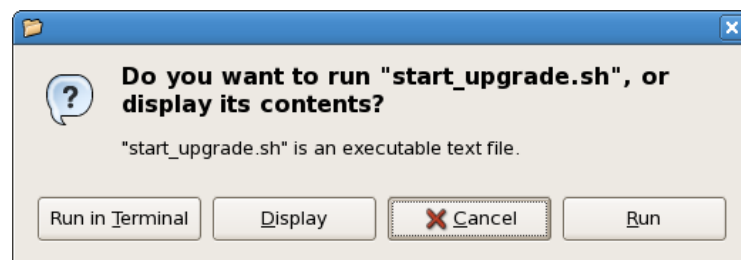 Do you want to run "start_upgrade.sh", or
display its contents?
"start_upgrade.sh" is an executable text file.
Run in Terminal Display Cancel Run